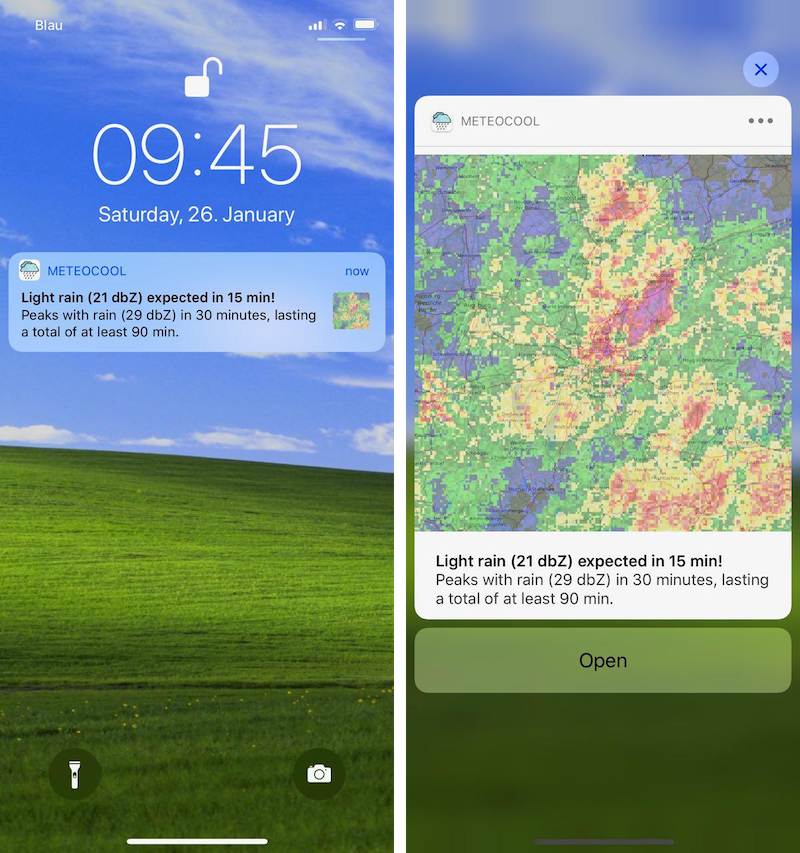 Blau
09:45
Saturday, 26. January
METEOCOOL
now
Light rain (21 dbZ) expected in 15 min!
Peaks with rain (29 dbZ) in 30 minutes, lasting
a total of at least 90 min.
METEOCOOL
Light rain (21 dbZ) expected in 15 min!
Peaks with rain (29 dbZ) in 30 minutes, lasting
a total of at least 90 min.
Open